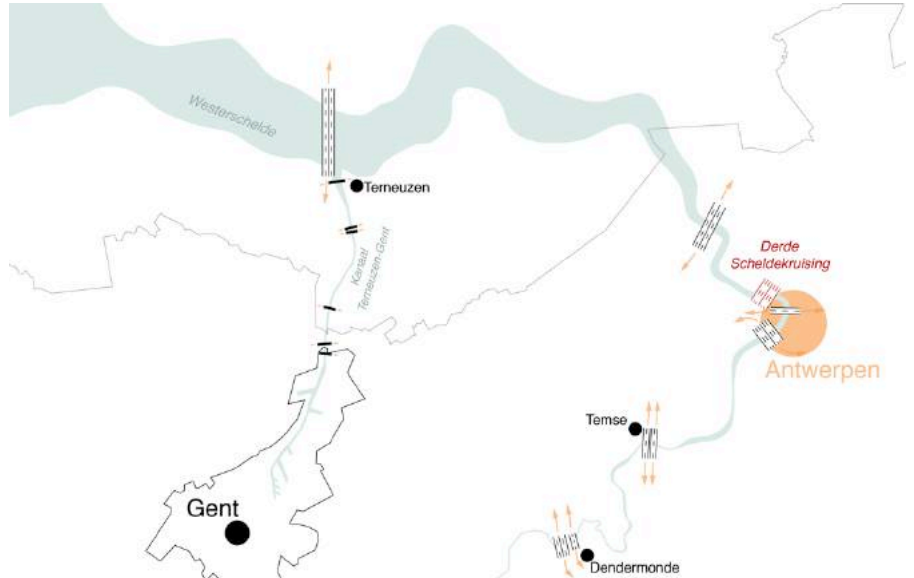 Westerschelde
Terneuzen
Kanaal
Terneuzen-Gent
Derde
Scheldekruising
Antwerpen
Temse
Gent
Dendermonde